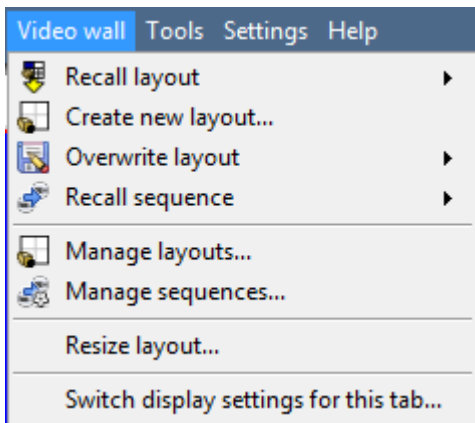 Video wall Tools Settings Help
Recall layout
Create new layout...
Overwrite layout
Recall sequence
Manage layouts...
Manage sequences...
Resize layout...
Switch display settings for this tab...